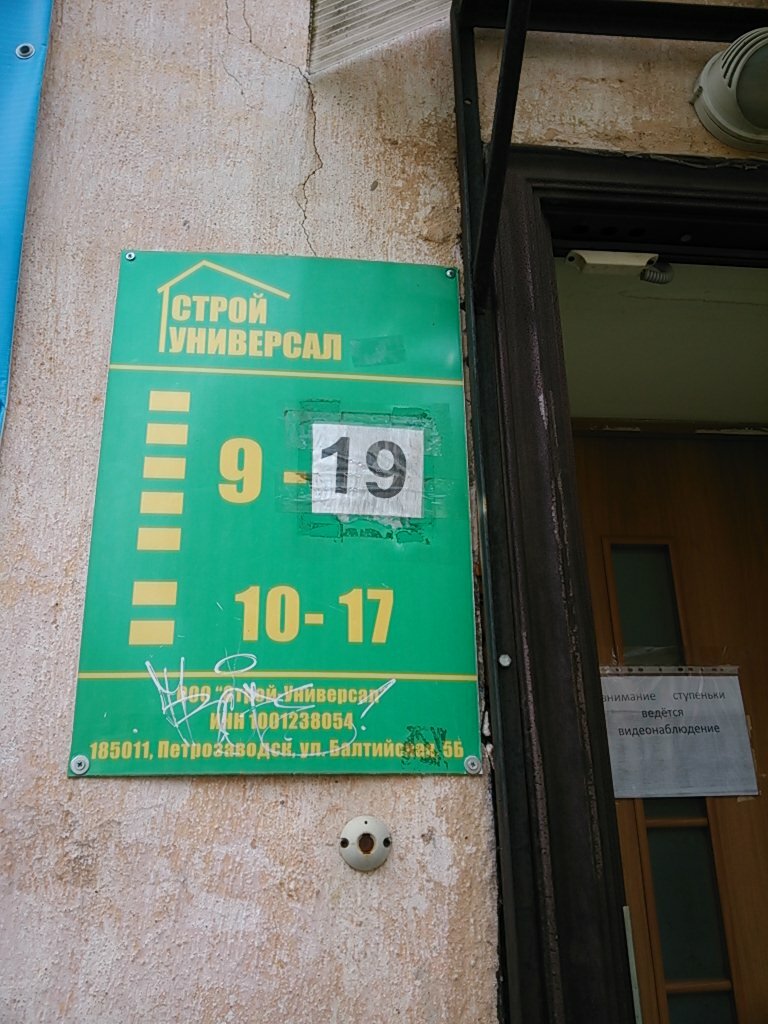 СТРОЙ
УНИВЕРСАЛ
9 - 19
10- 17
ООО "Строй Универсал"
ИНН 1001238054
185011, Петрозаводск, ул. Балтийская, 5Б
внимание ступеньки
ведётся
видеонаблюдение